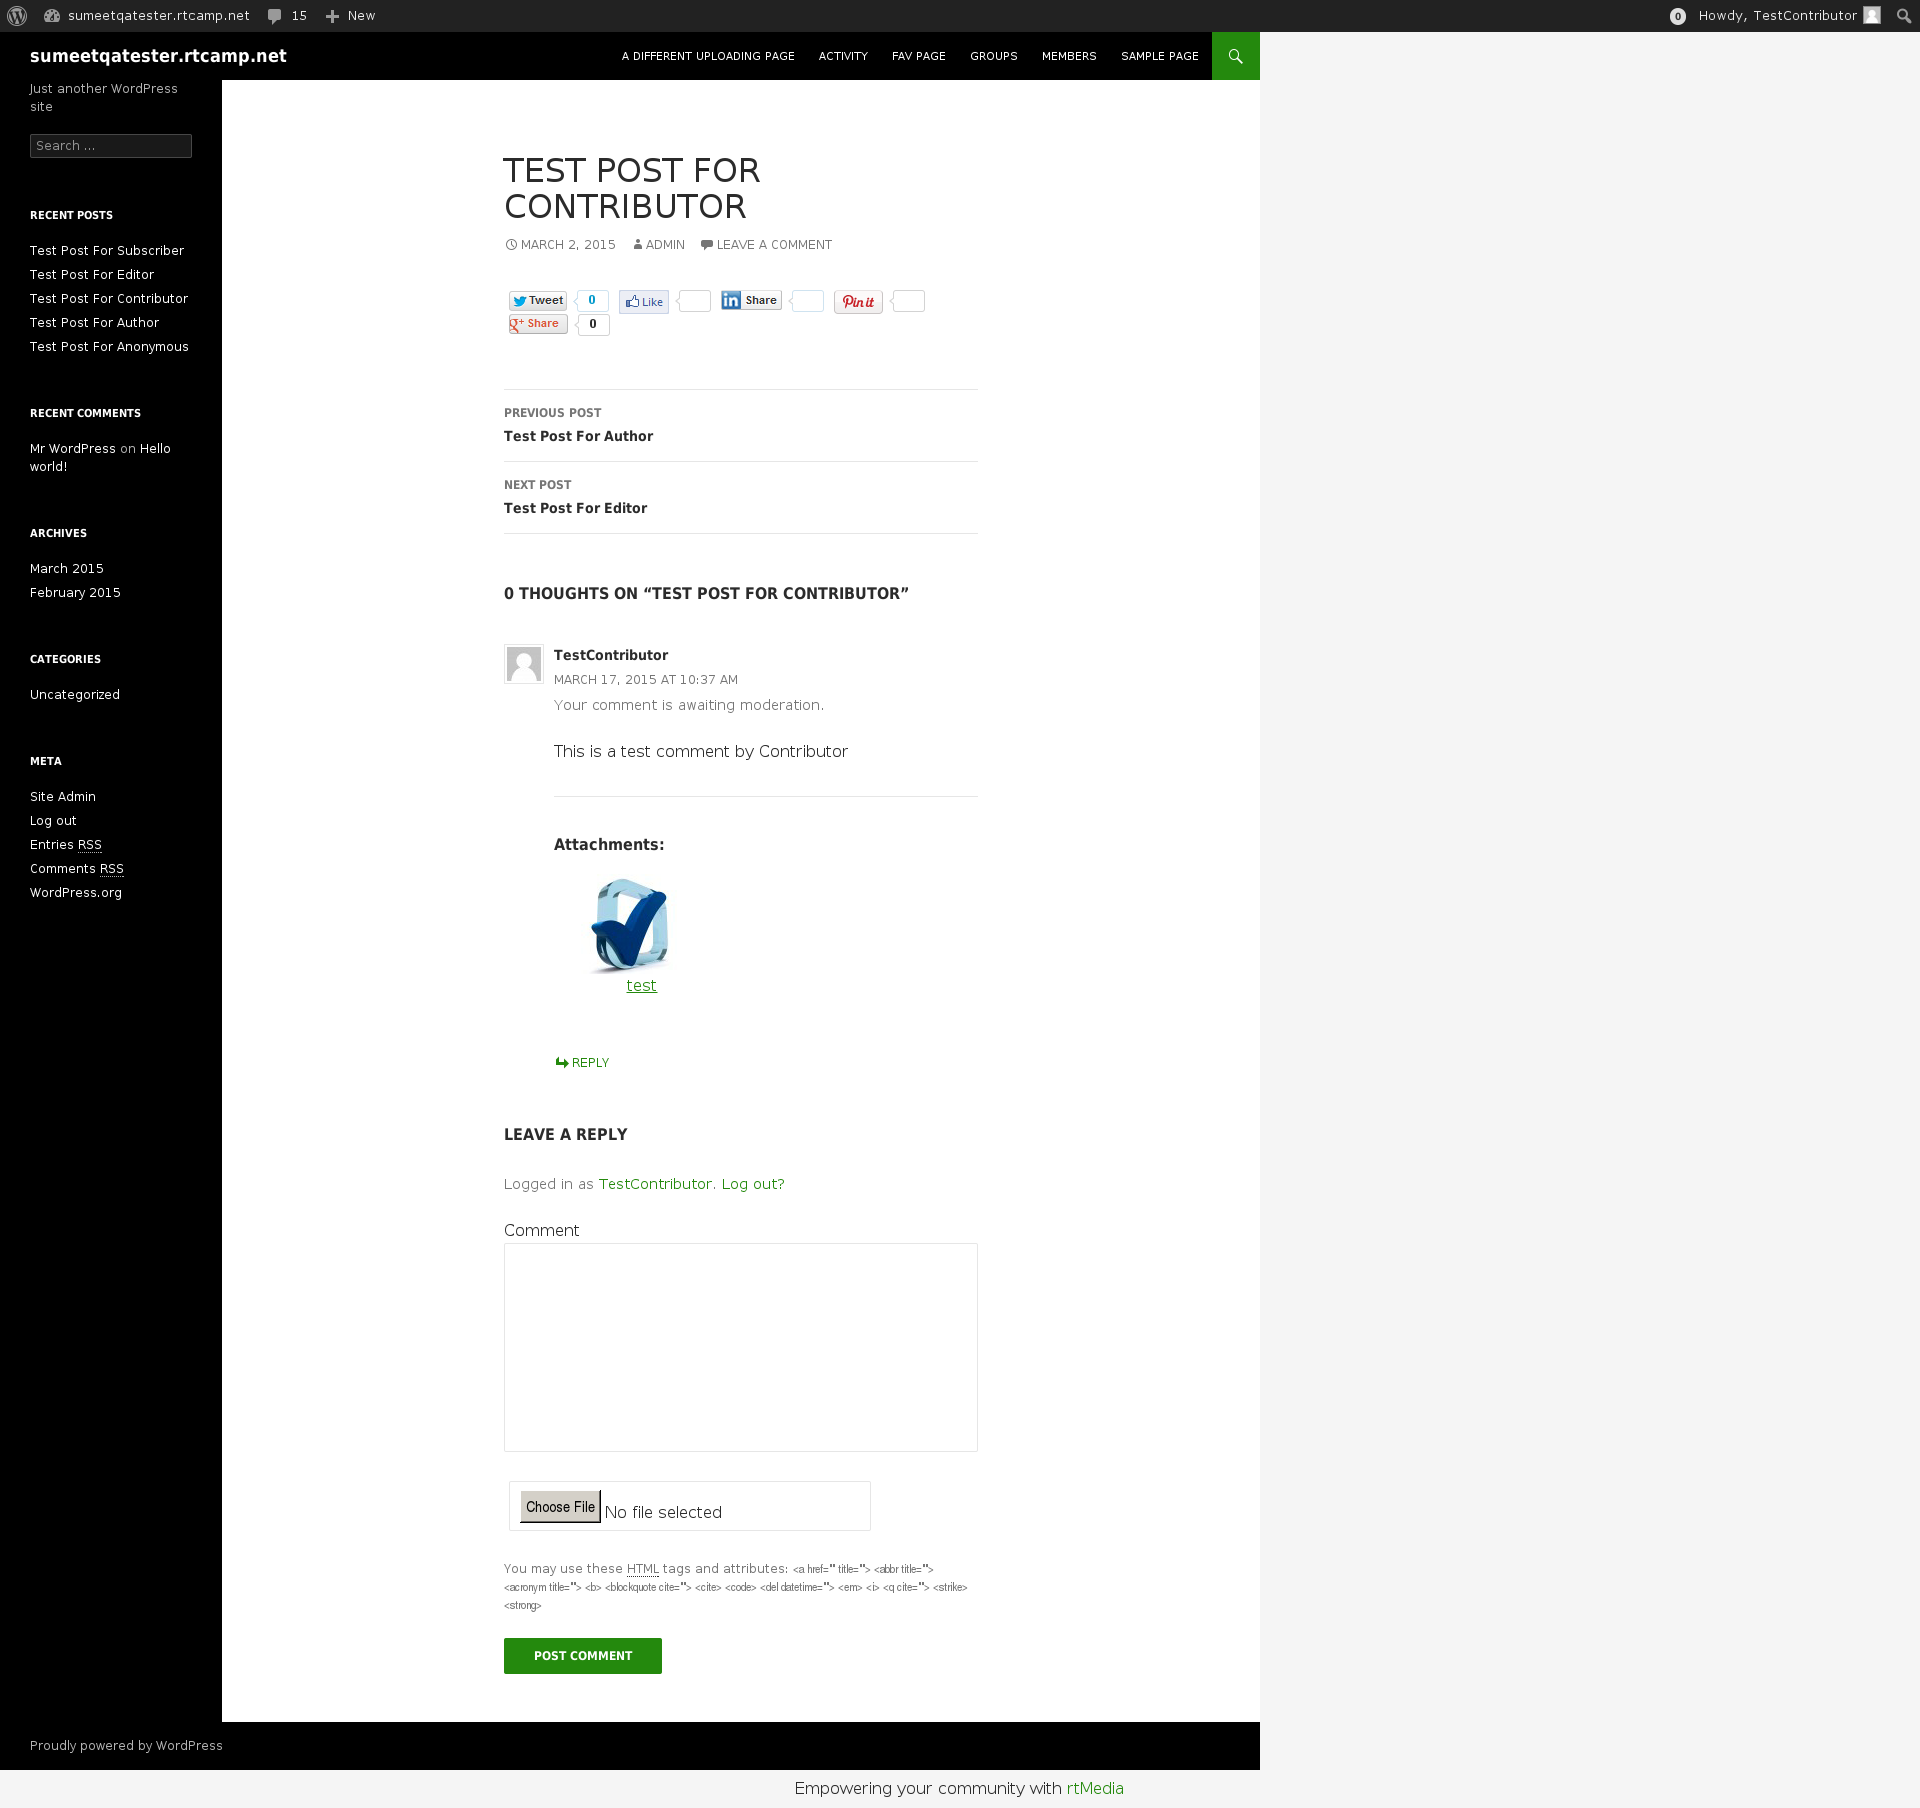 sumeetqatester.rtcamp.net 15 New 0 Howdy, TestContributor
sumeetqatester.rtcamp.net A DIFFERENT UPLOADING PAGE ACTIVITY FAV PAGE GROUPS MEMBERS SAMPLE PAGE
Just another WordPress
site
Search ...
RECENT POSTS
Test Post For Subscriber
Test Post For Editor
Test Post For Contributor
Test Post For Author
Test Post For Anonymous
RECENT COMMENTS
Mr WordPress on Hello
world!
ARCHIVES
March 2015
February 2015
CATEGORIES
Uncategorized
META
Site Admin
Log out
Entries RSS
Comments RSS
WordPress.org
TEST POST FOR
CONTRIBUTOR
MARCH 2, 2015 ADMIN LEAVE A COMMENT
Tweet 0 Like in Share Pin it
g+ Share 0
PREVIOUS POST
Test Post For Author
NEXT POST
Test Post For Editor
0 THOUGHTS ON “TEST POST FOR CONTRIBUTOR”
TestContributor
MARCH 17, 2015 AT 10:37 AM
Your comment is awaiting moderation.
This is a test comment by Contributor
Attachments:
test
REPLY
LEAVE A REPLY
Logged in as TestContributor. Log out?
Comment
Choose File No file selected
You may use these HTML tags and attributes: <a href="" title=""> <abbr title="">
<acronym title=""> <b> <blockquote cite=""> <cite> <code> <del datetime=""> <em> <i> <q cite=""> <strike>
<strong>
POST COMMENT
Proudly powered by WordPress
Empowering your community with rtMedia